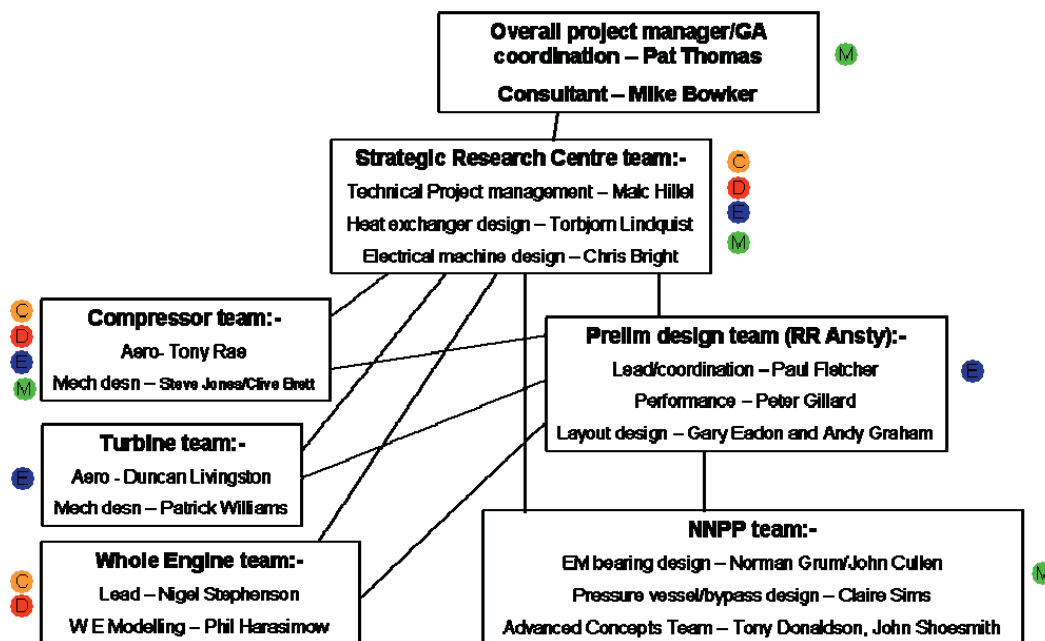 Overall project manager/GA
coordination – Pat Thomas
Consultant – Mike Bowker
M
Strategic Research Centre team:-
Technical Project management – Malc Hillel
Heat exchanger design – Torbjorn Lindquist
Electrical machine design – Chris Bright
C
D
E
M
C
D
E
M
Compressor team:-
Aero- Tony Rae
Mech desn – Steve Jones/Clive Brett
Prelim design team (RR Ansty):-
Lead/coordination – Paul Fletcher
Performance – Peter Gillard
Layout design – Gary Eadon and Andy Graham
E
E
Turbine team:-
Aero - Duncan Livingston
Mech desn – Patrick Williams
C
D
Whole Engine team:-
Lead – Nigel Stephenson
W E Modelling – Phil Harasimow
NNPP team:-
EM bearing design – Norman Grum/John Cullen
Pressure vessel/bypass design – Claire Sims
Advanced Concepts Team – Tony Donaldson, John Shoesmith
M